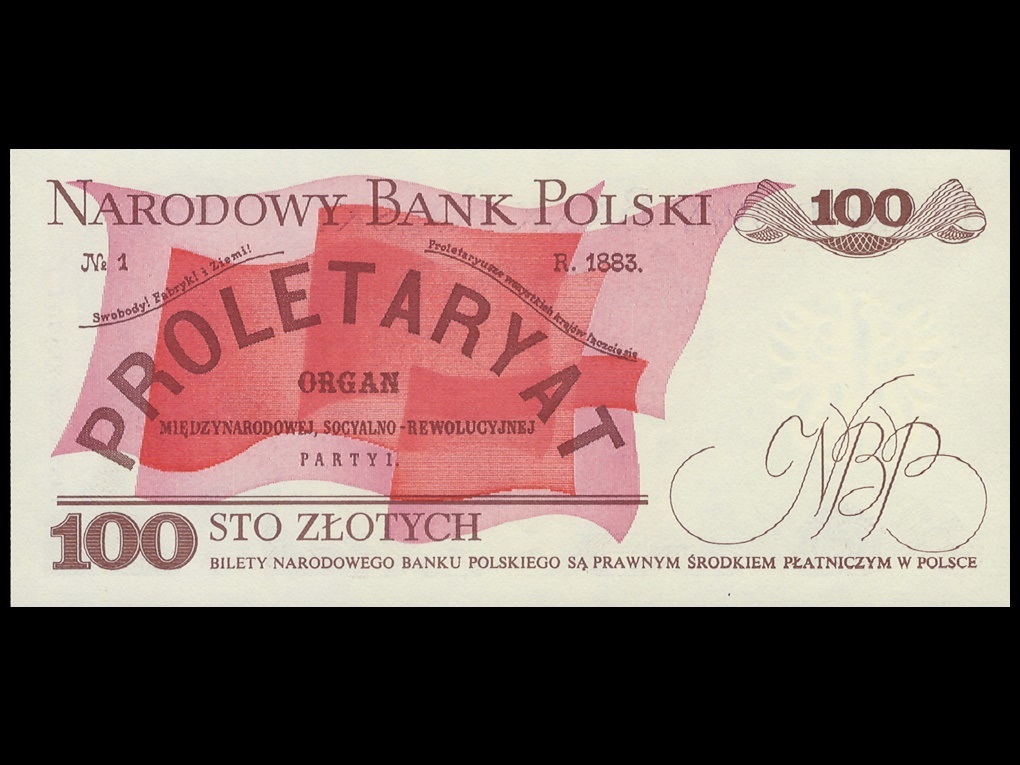 NARODOWY BANK POLSKI
100
№ 1
R. 1883.
Swobody! Fabryk! i Ziemi!
Proletaryusze wszystkich krajów łączcie się
PROLETARYAT
ORGAN
MIĘDZYNARODOWEJ, SOCYALNO-REWOLUCYJNEJ
PARTYI.
NBP
100
STO ZŁOTYCH
BILETY NARODOWEGO BANKU POLSKIEGO SĄ PRAWNYM ŚRODKIEM PŁATNICZYM W POLSCE